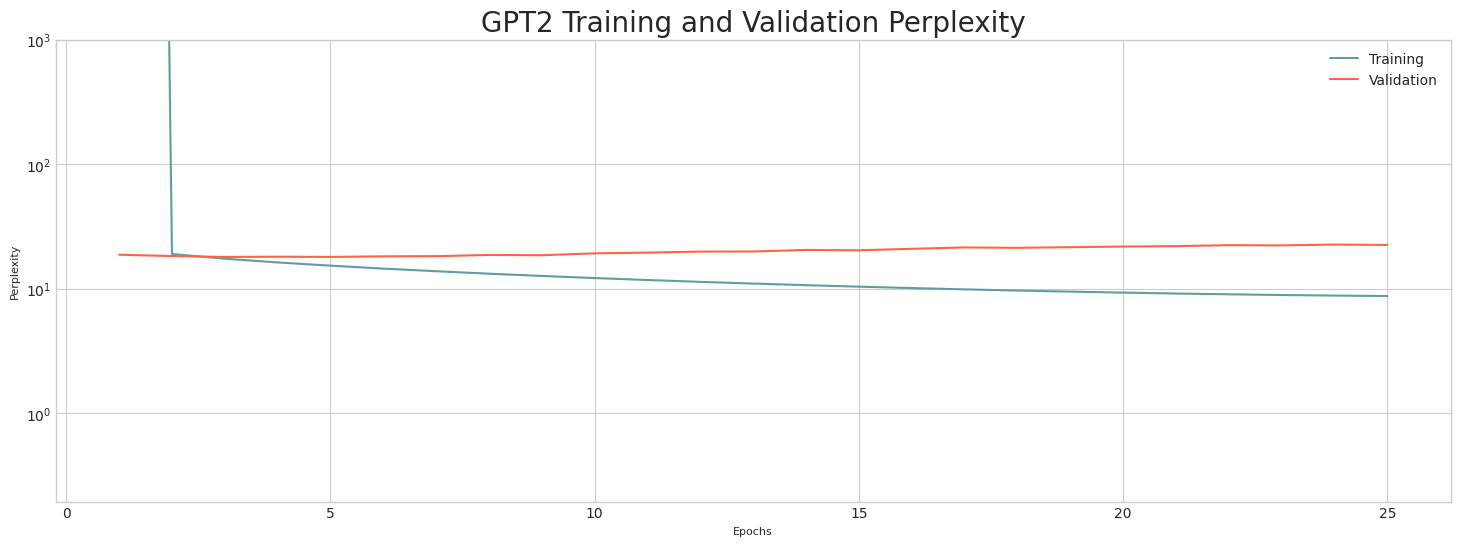 GPT2 Training and Validation Perplexity
10³
Training
Validation
10²
Perplexity
10¹
10⁰
0 5 10 15 20 25
Epochs